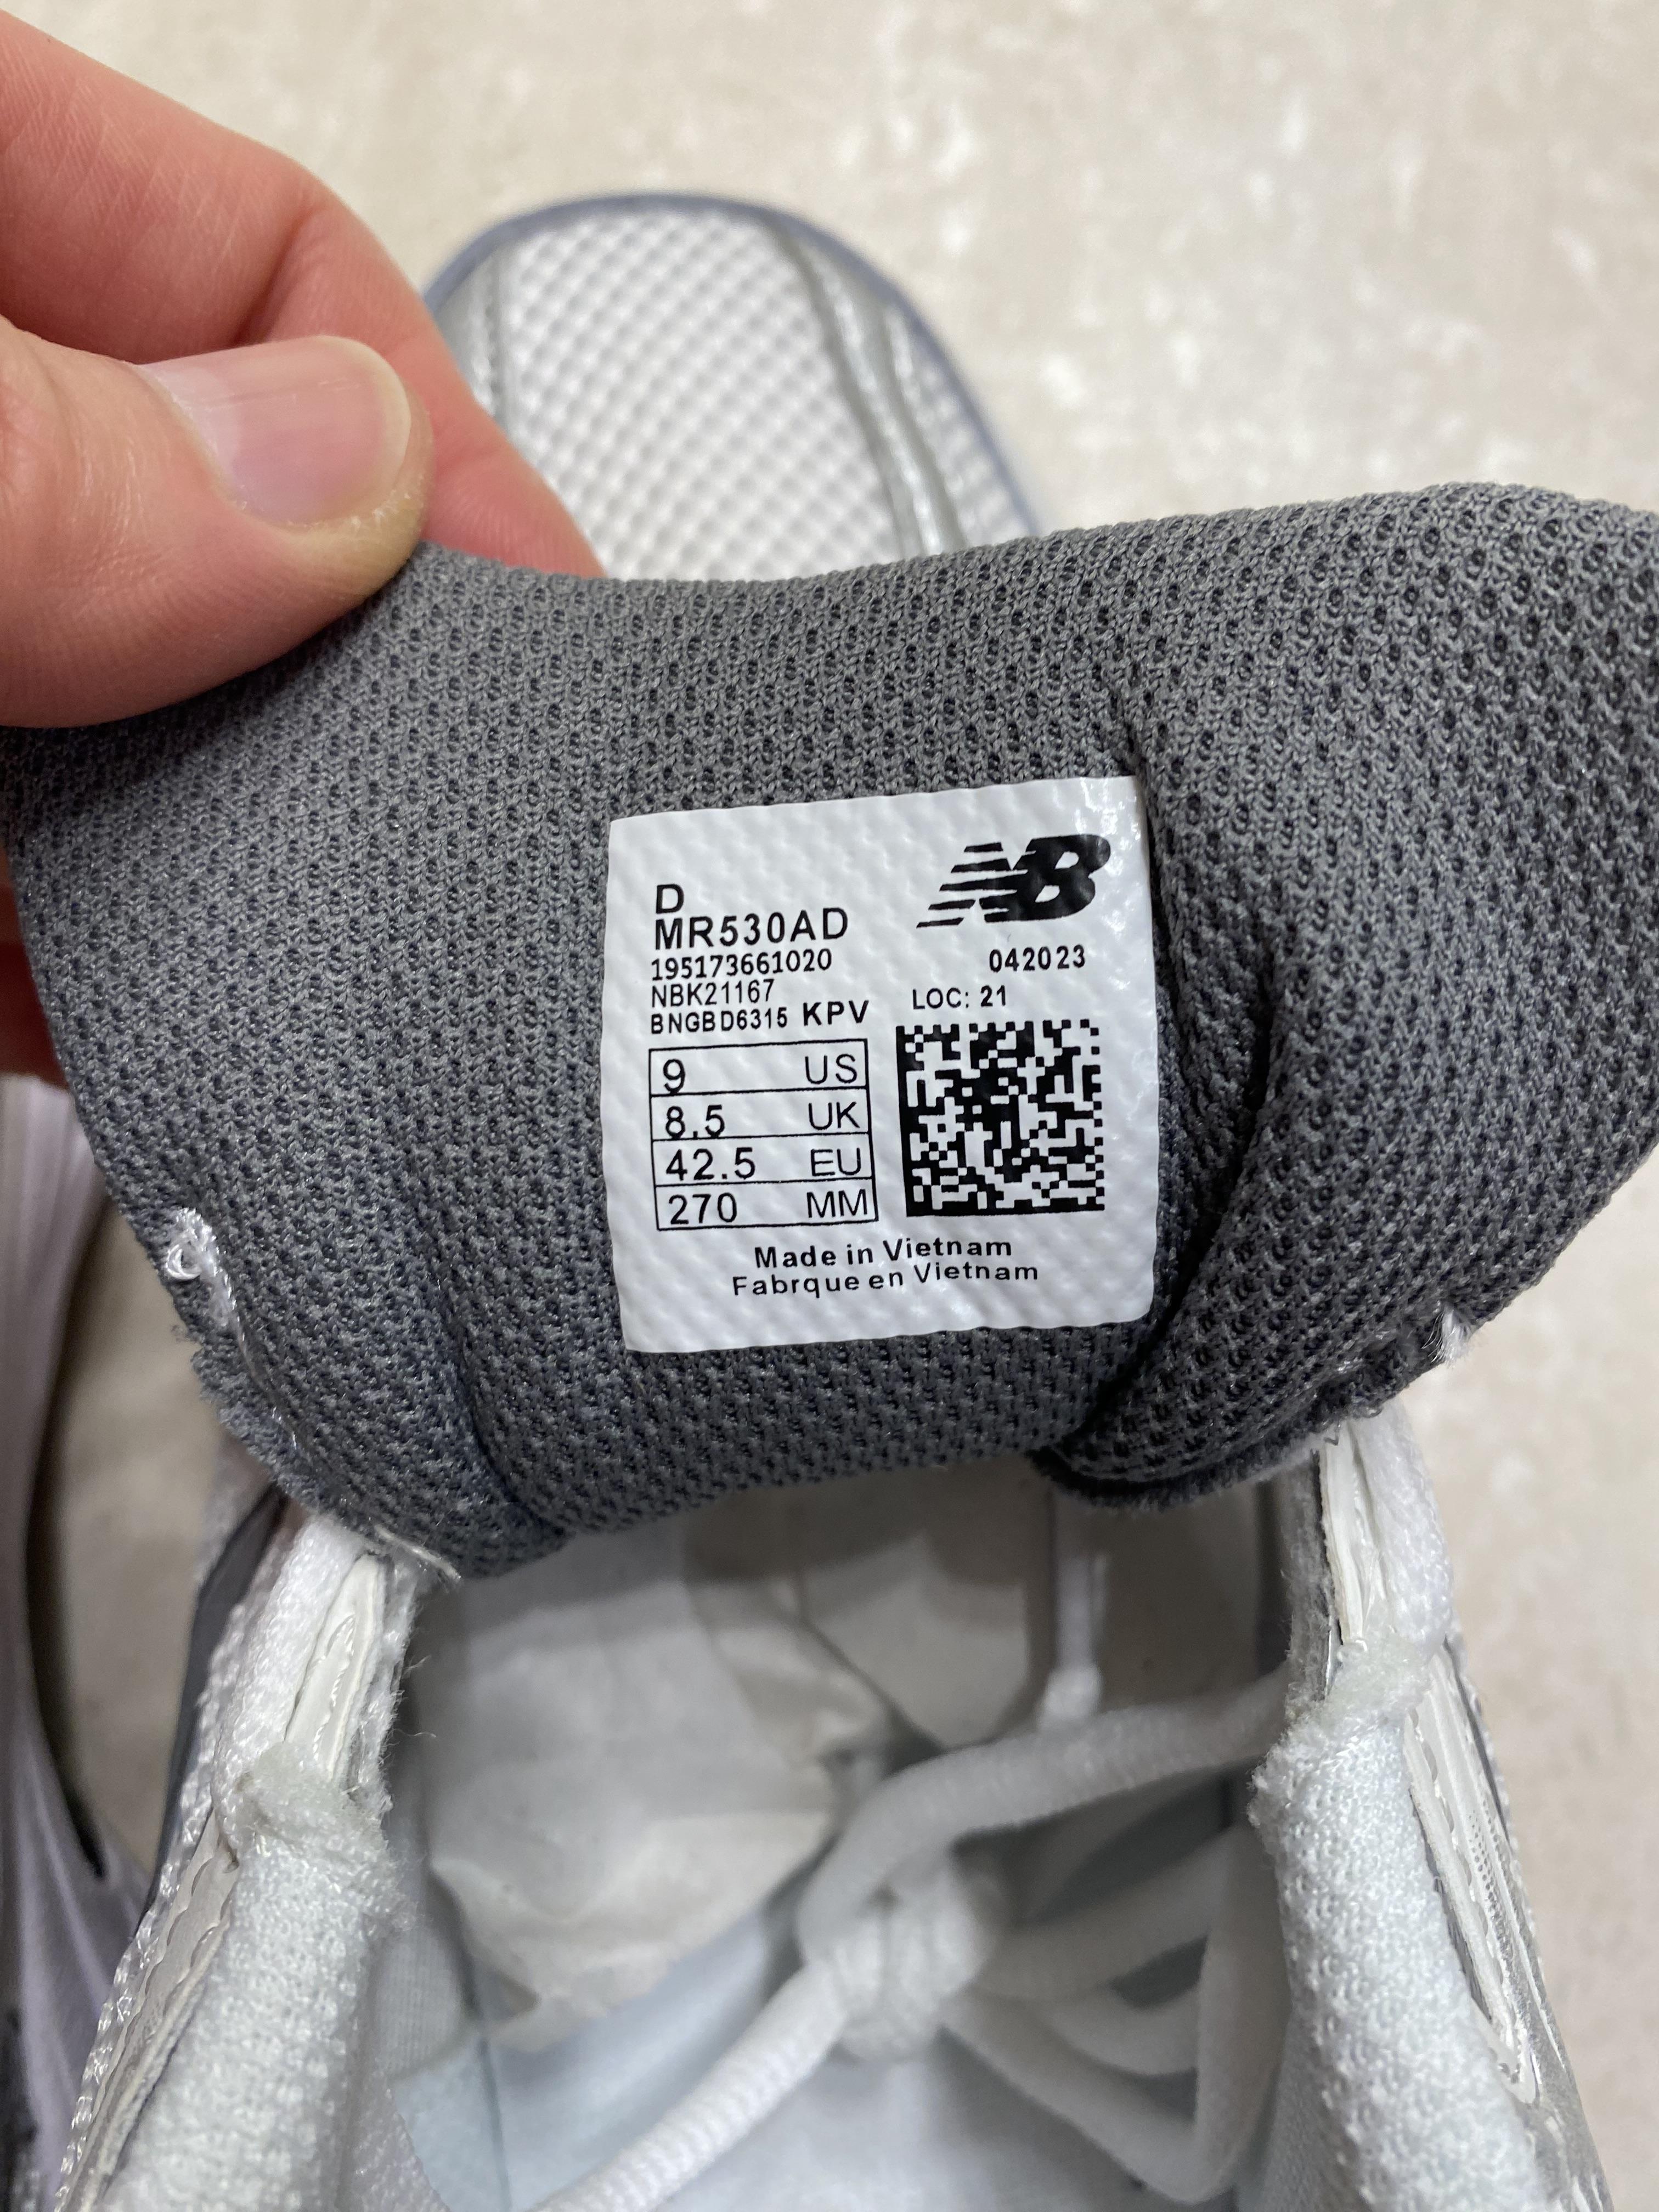 NB
D
MR530AD
195173661020
042023
NBK21167
LOC: 21
BNGBD6315 KPV
9 US
8.5 UK
42.5 EU
270 MM
Made in Vietnam
Fabrque en Vietnam